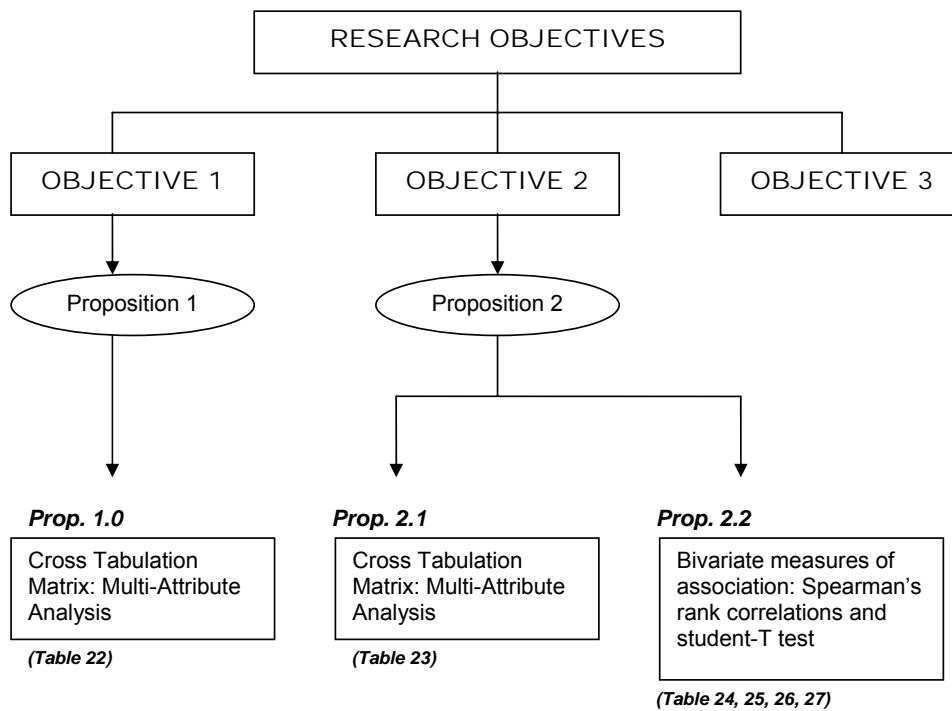 RESEARCH OBJECTIVES
OBJECTIVE 1
OBJECTIVE 2
OBJECTIVE 3
Proposition 1
Proposition 2
Prop. 1.0
Cross Tabulation
Matrix: Multi-Attribute
Analysis
(Table 22)
Prop. 2.1
Cross Tabulation
Matrix: Multi-Attribute
Analysis
(Table 23)
Prop. 2.2
Bivariate measures of
association: Spearman’s
rank correlations and
student-T test
(Table 24, 25, 26, 27)